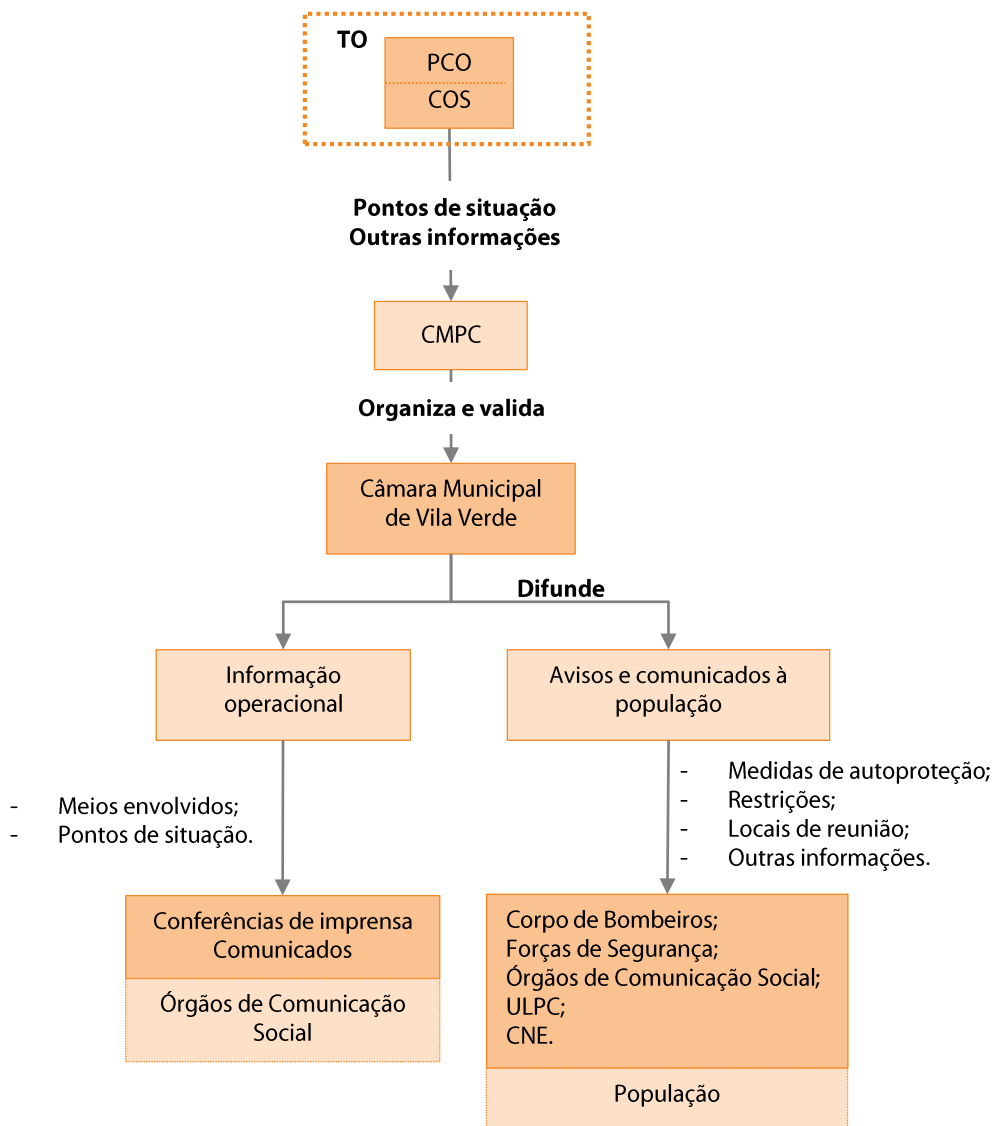 TO
PCO
COS
Pontos de situação
Outras informações
CMPC
Organiza e valida
Câmara Municipal
de Vila Verde
Difunde
Informação
operacional
Avisos e comunicados à
população
- Meios envolvidos;
- Pontos de situação.
- Medidas de autoproteção;
- Restrições;
- Locais de reunião;
- Outras informações.
Conferências de imprensa
Comunicados
Órgãos de Comunicação
Social
Corpo de Bombeiros;
Forças de Segurança;
Órgãos de Comunicação Social;
ULPC;
CNE.
População